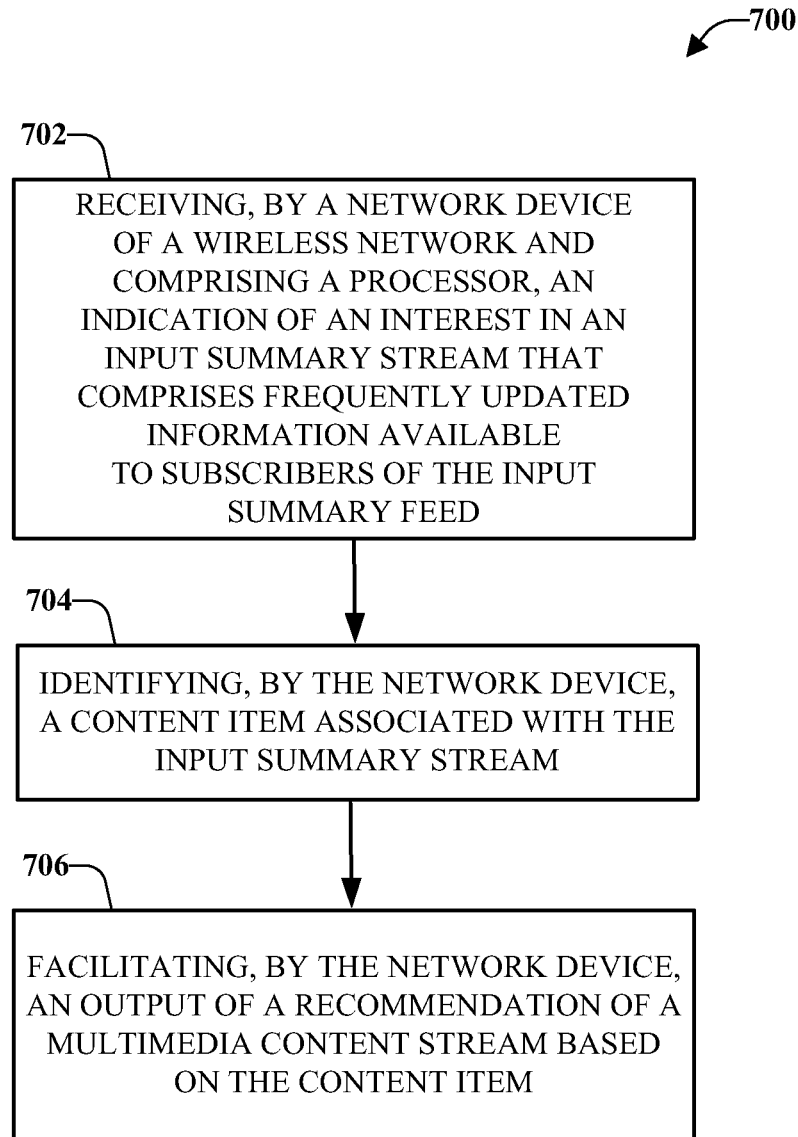 700
702
RECEIVING, BY A NETWORK DEVICE
OF A WIRELESS NETWORK AND
COMPRISING A PROCESSOR, AN
INDICATION OF AN INTEREST IN AN
INPUT SUMMARY STREAM THAT
COMPRISES FREQUENTLY UPDATED
INFORMATION AVAILABLE
TO SUBSCRIBERS OF THE INPUT
SUMMARY FEED
704
IDENTIFYING, BY THE NETWORK DEVICE,
A CONTENT ITEM ASSOCIATED WITH THE
INPUT SUMMARY STREAM
706
FACILITATING, BY THE NETWORK DEVICE,
AN OUTPUT OF A RECOMMENDATION OF A
MULTIMEDIA CONTENT STREAM BASED
ON THE CONTENT ITEM